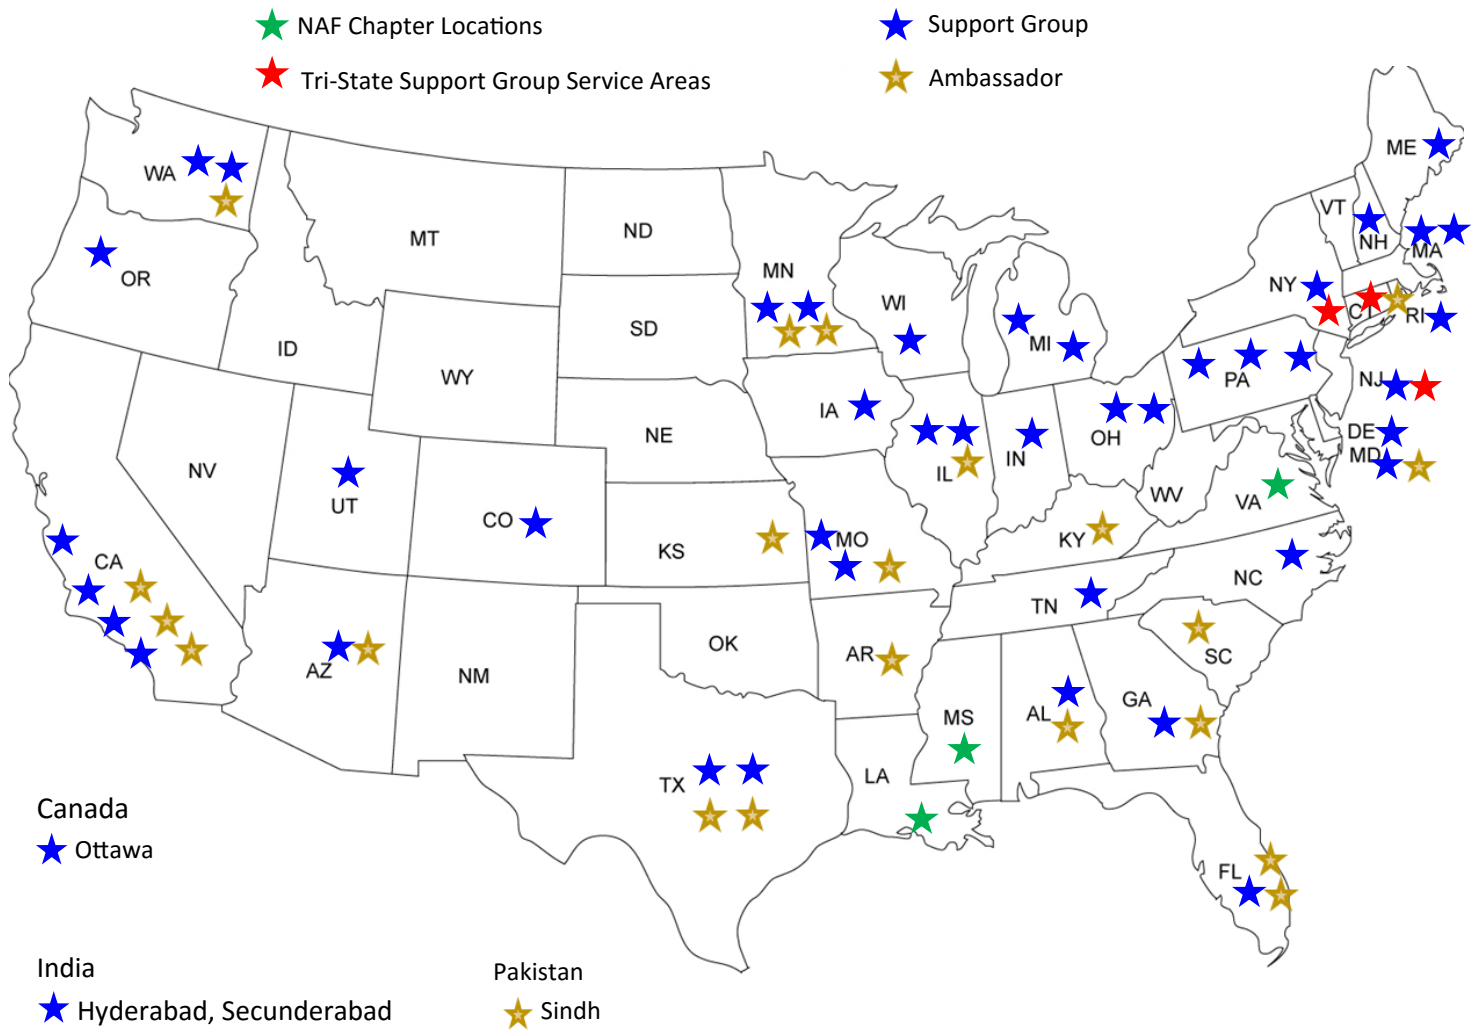 NAF Chapter Locations
Support Group
Tri-State Support Group Service Areas
Ambassador
ME
WA
VT
MT
ND
NH
MA
OR
MN
NY
WI
CT
RI
SD
MI
ID
WY
PA
NJ
IA
NE
OH
DE
MD
NV
IL
IN
WV
VA
UT
CO
KS
MO
KY
CA
NC
TN
OK
AR
SC
AZ
NM
GA
MS
AL
TX
LA
Canada
Ottawa
FL
India
Pakistan
Hyderabad, Secunderabad
Sindh